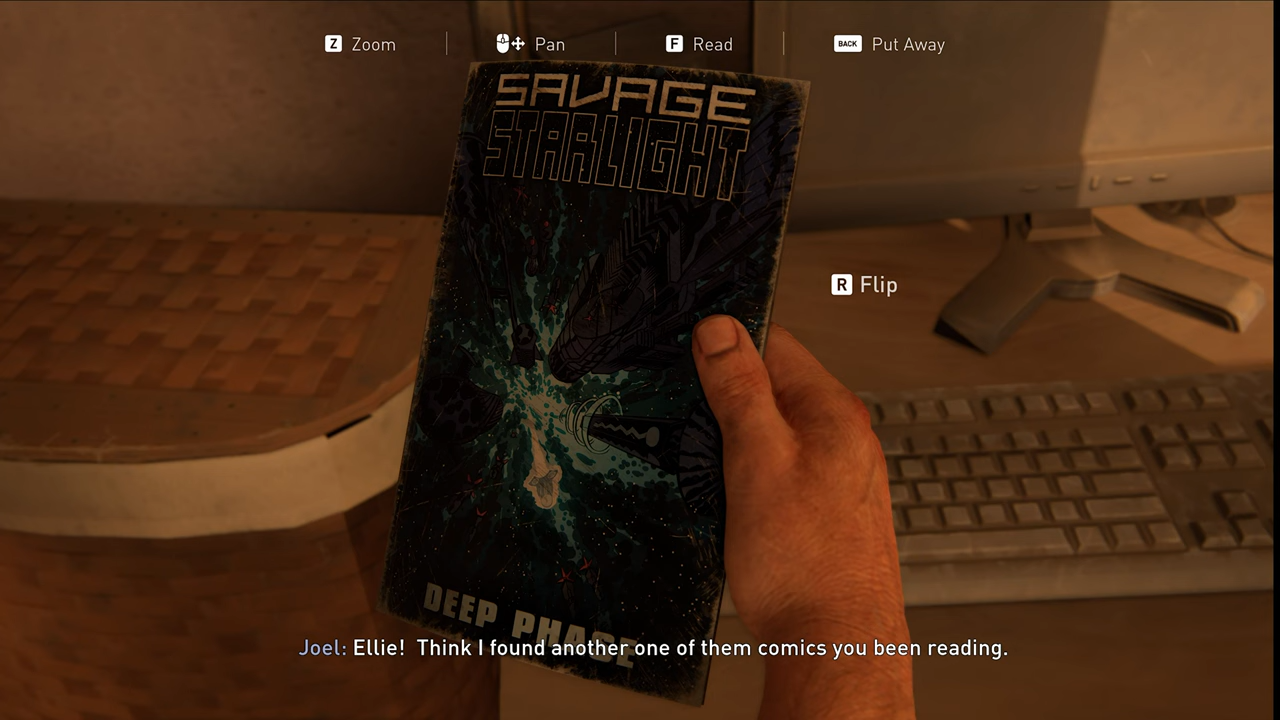 Z Zoom
Pan
F Read
BACK Put Away
SAVAGE
STARLIGHT
R Flip
DEEP PHASE
Joel: Ellie! Think I found another one of them comics you been reading.